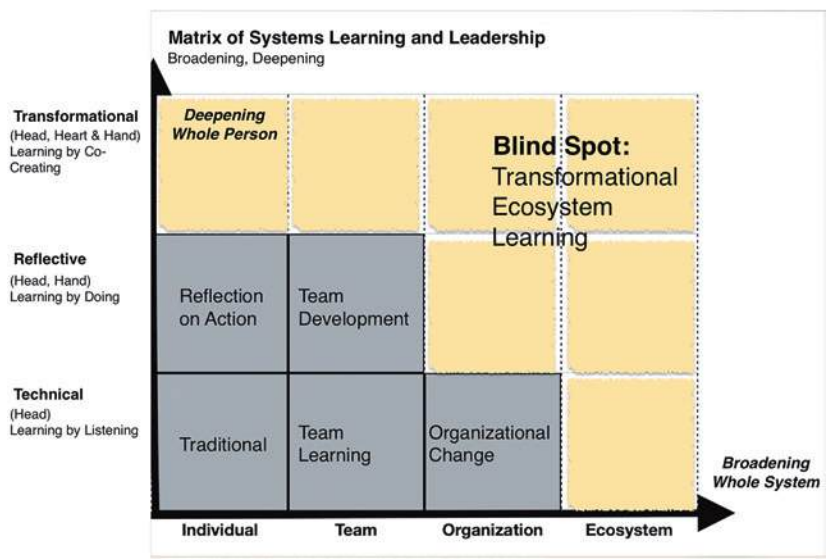 Matrix of Systems Learning and Leadership
Broadening, Deepening
Transformational
(Head, Heart & Hand)
Learning by Co-
Creating
Deepening
Whole Person
Blind Spot:
Transformational
Ecosystem
Learning
Reflective
(Head, Hand)
Learning by Doing
Reflection
on Action
Team
Development
Technical
(Head)
Learning by Listening
Traditional
Team
Learning
Organizational
Change
Broadening
Whole System
Individual
Team
Organization
Ecosystem